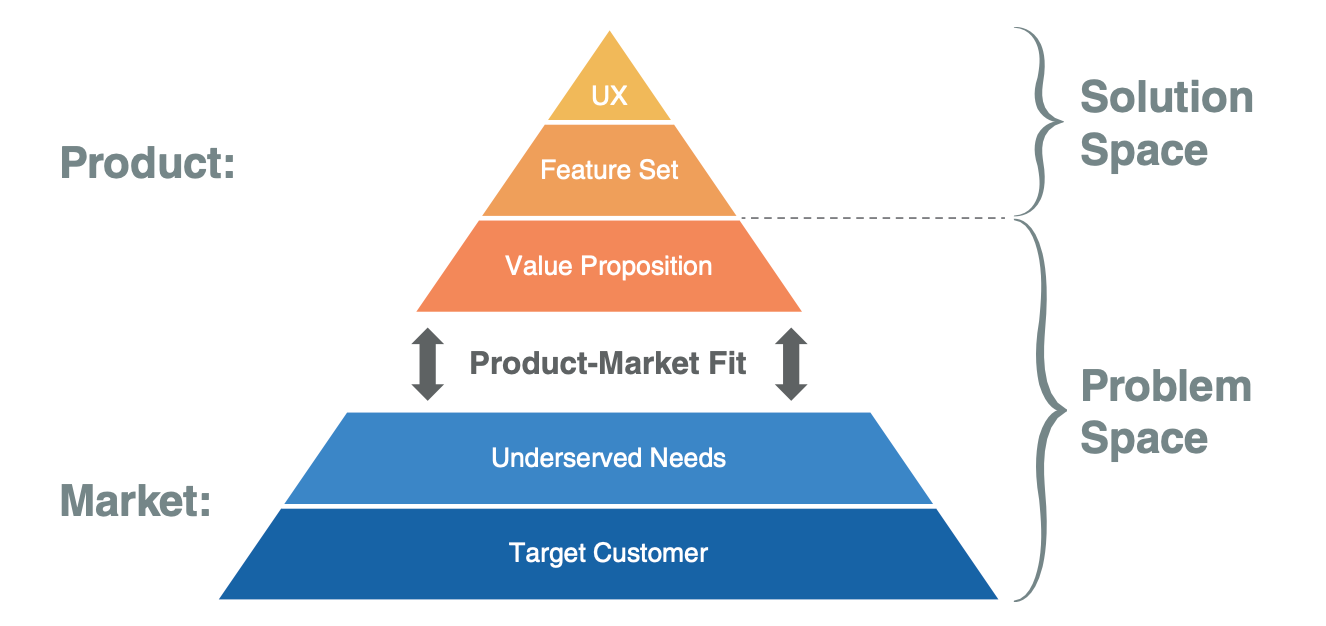 UX
Solution
Space
Product:
Feature Set
Value Proposition
Product-Market Fit
Problem
Space
Underserved Needs
Market:
Target Customer